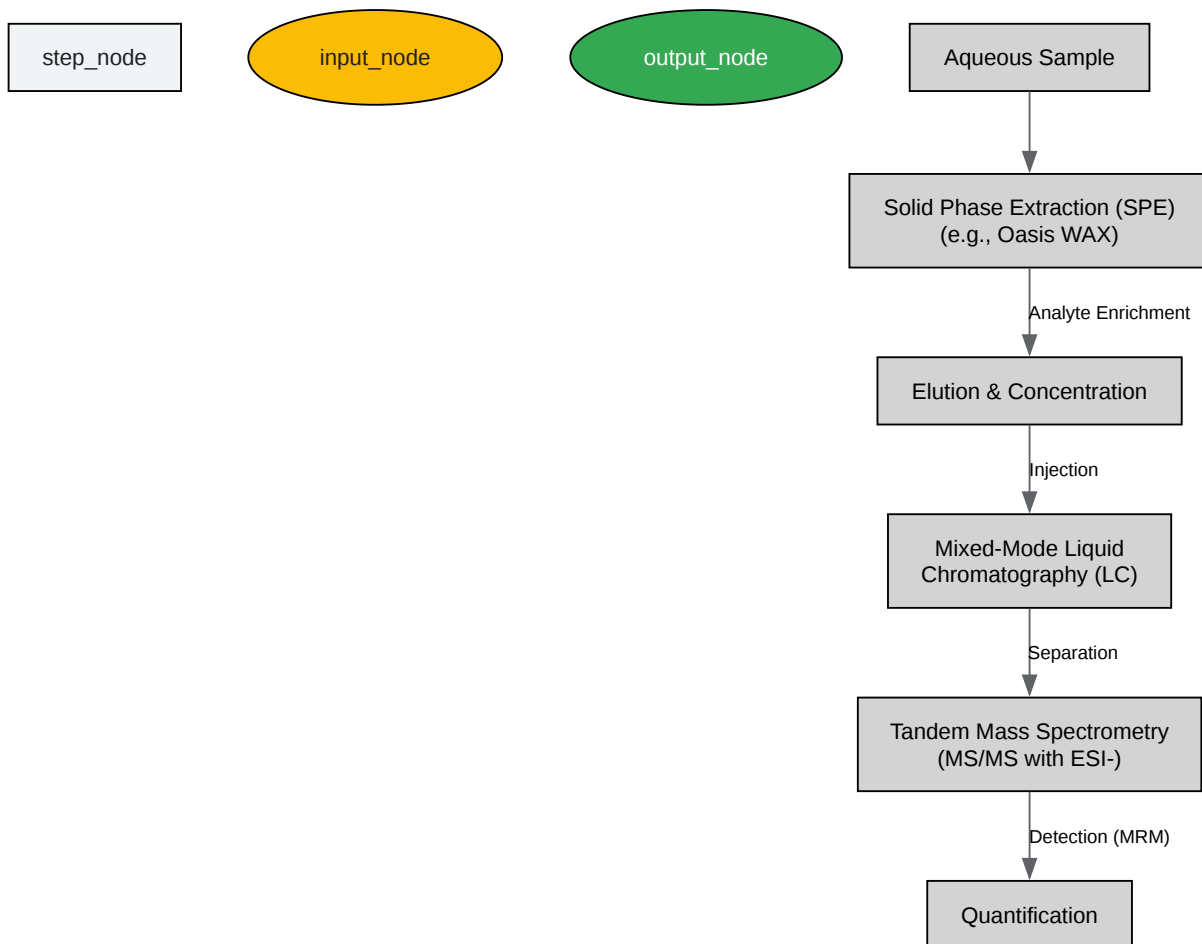 step_node
input_node
output_node
Aqueous Sample
Solid Phase Extraction (SPE)
(e.g., Oasis WAX)
Analyte Enrichment
Elution & Concentration
Injection
Mixed-Mode Liquid
Chromatography (LC)
Separation
Tandem Mass Spectrometry
(MS/MS with ESI-)
Detection (MRM)
Quantification